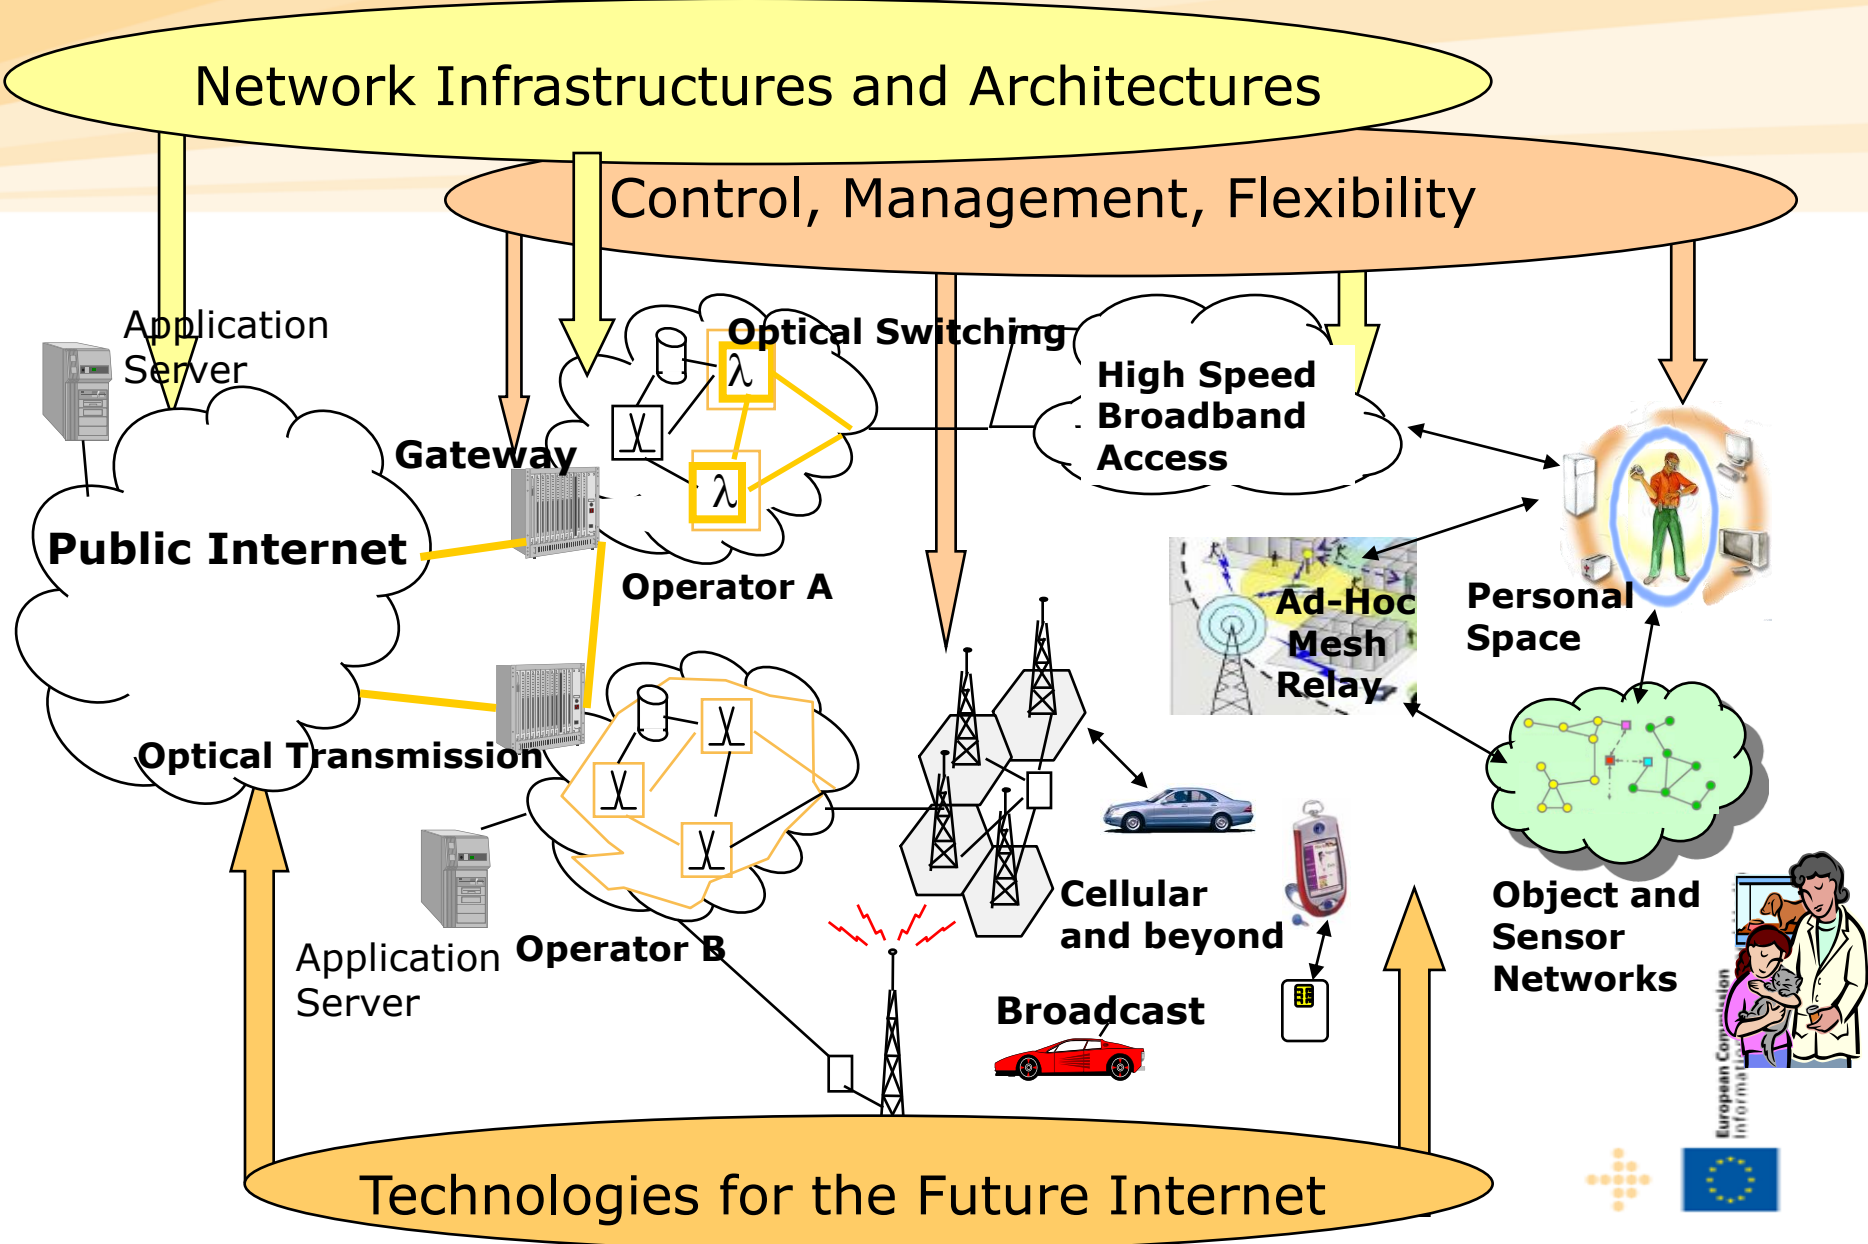 Network Infrastructures and Architectures
Control, Management, Flexibility
Application
Server
Optical Switching
λ
High Speed
Broadband
Access
Gateway
λ
Public Internet
Operator A
Ad-Hoc
Mesh
Relay
Personal
Space
Optical Transmission
Cellular
and beyond
Object and
Sensor
Networks
Application
Server
Operator B
Broadcast
European Commission
Technologies for the Future Internet